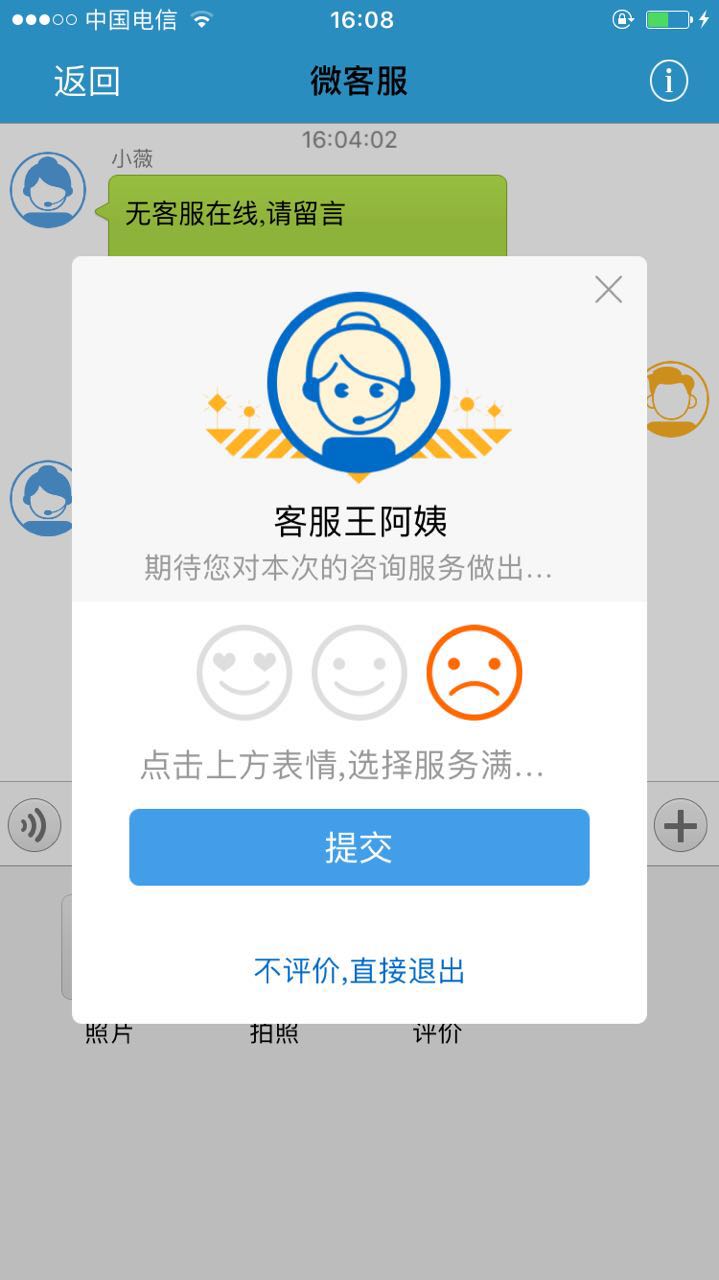 中国电信
16:08
返回
微客服
16:04:02
小薇
无客服在线,请留言
客服王阿姨
期待您对本次的咨询服务做出...
点击上方表情,选择服务满...
提交
不评价,直接退出
照片
拍照
评价